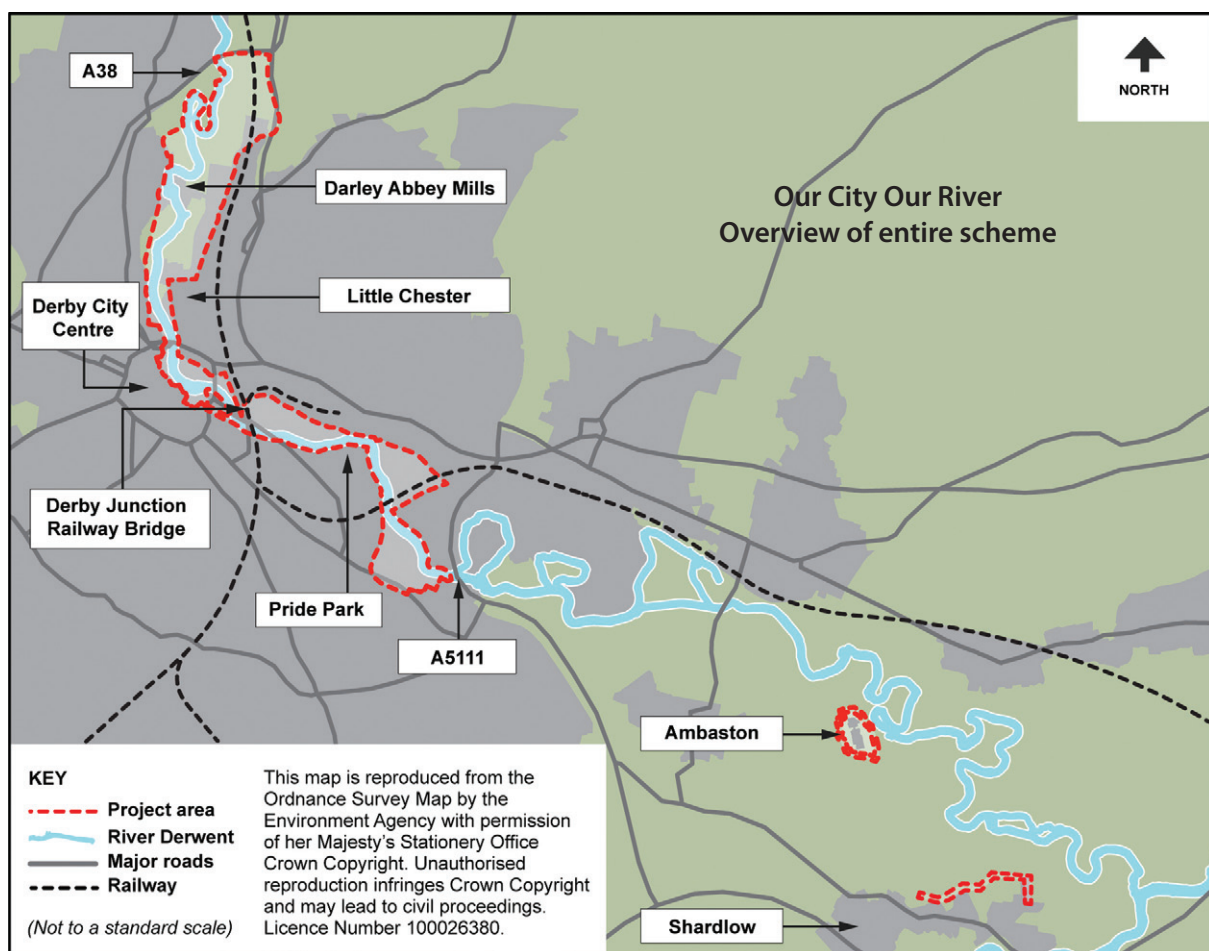 A38
NORTH
Darley Abbey Mills
Our City Our River
Overview of entire scheme
Little Chester
Derby City
Centre
Derby Junction
Railway Bridge
Pride Park
A5111
Ambaston
Shardlow
KEY
Project area
River Derwent
Major roads
Railway
(Not to a standard scale)
This map is reproduced from the
Ordnance Survey Map by the
Environment Agency with permission
of her Majesty's Stationery Office
Crown Copyright. Unauthorised
reproduction infringes Crown Copyright
and may lead to civil proceedings.
Licence Number 100026380.